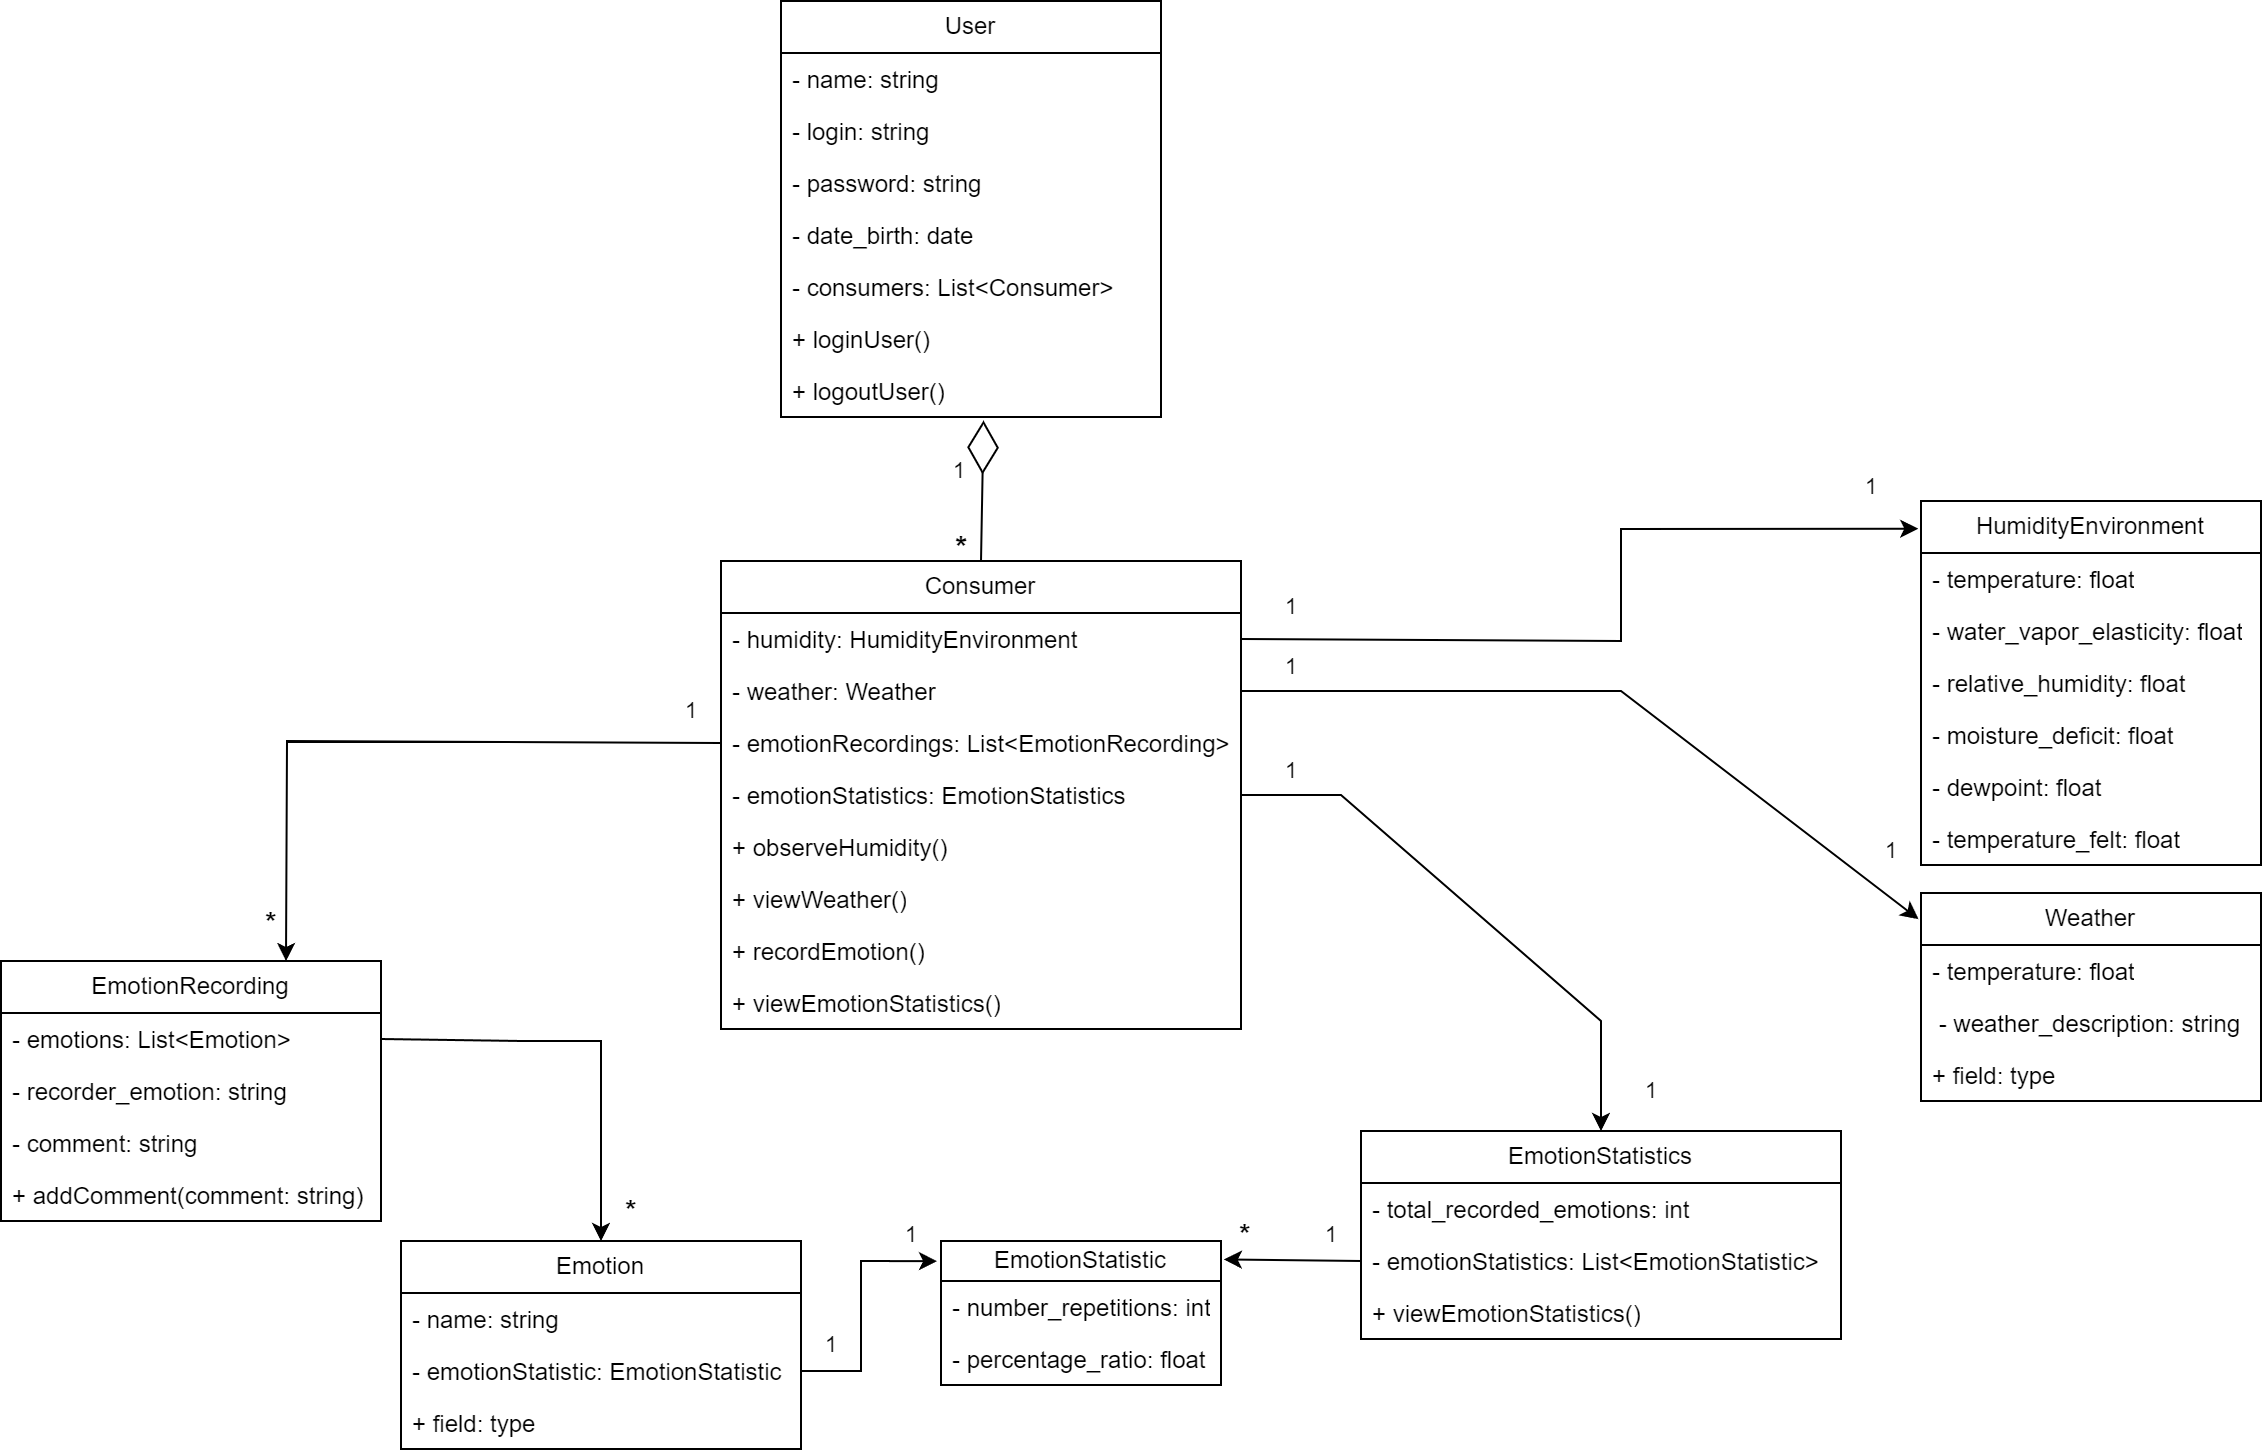 User
- name: string
- login: string
- password: string
- date_birth: date
- consumers: List<Consumer>
+ loginUser()
+ logoutUser()
1
*
Consumer
- humidity: HumidityEnvironment
- weather: Weather
- emotionRecordings: List<EmotionRecording>
- emotionStatistics: EmotionStatistics
+ observeHumidity()
+ viewWeather()
+ recordEmotion()
+ viewEmotionStatistics()
1
1
HumidityEnvironment
- temperature: float
- water_vapor_elasticity: float
- relative_humidity: float
- moisture_deficit: float
- dewpoint: float
- temperature_felt: float
1
1
Weather
- temperature: float
- weather_description: string
+ field: type
1
*
EmotionRecording
- emotions: List<Emotion>
- recorder_emotion: string
- comment: string
+ addComment(comment: string)
*
Emotion
- name: string
- emotionStatistic: EmotionStatistic
+ field: type
1
1
EmotionStatistic
- number_repetitions: int
- percentage_ratio: float
*
1
1
1
EmotionStatistics
- total_recorded_emotions: int
- emotionStatistics: List<EmotionStatistic>
+ viewEmotionStatistics()